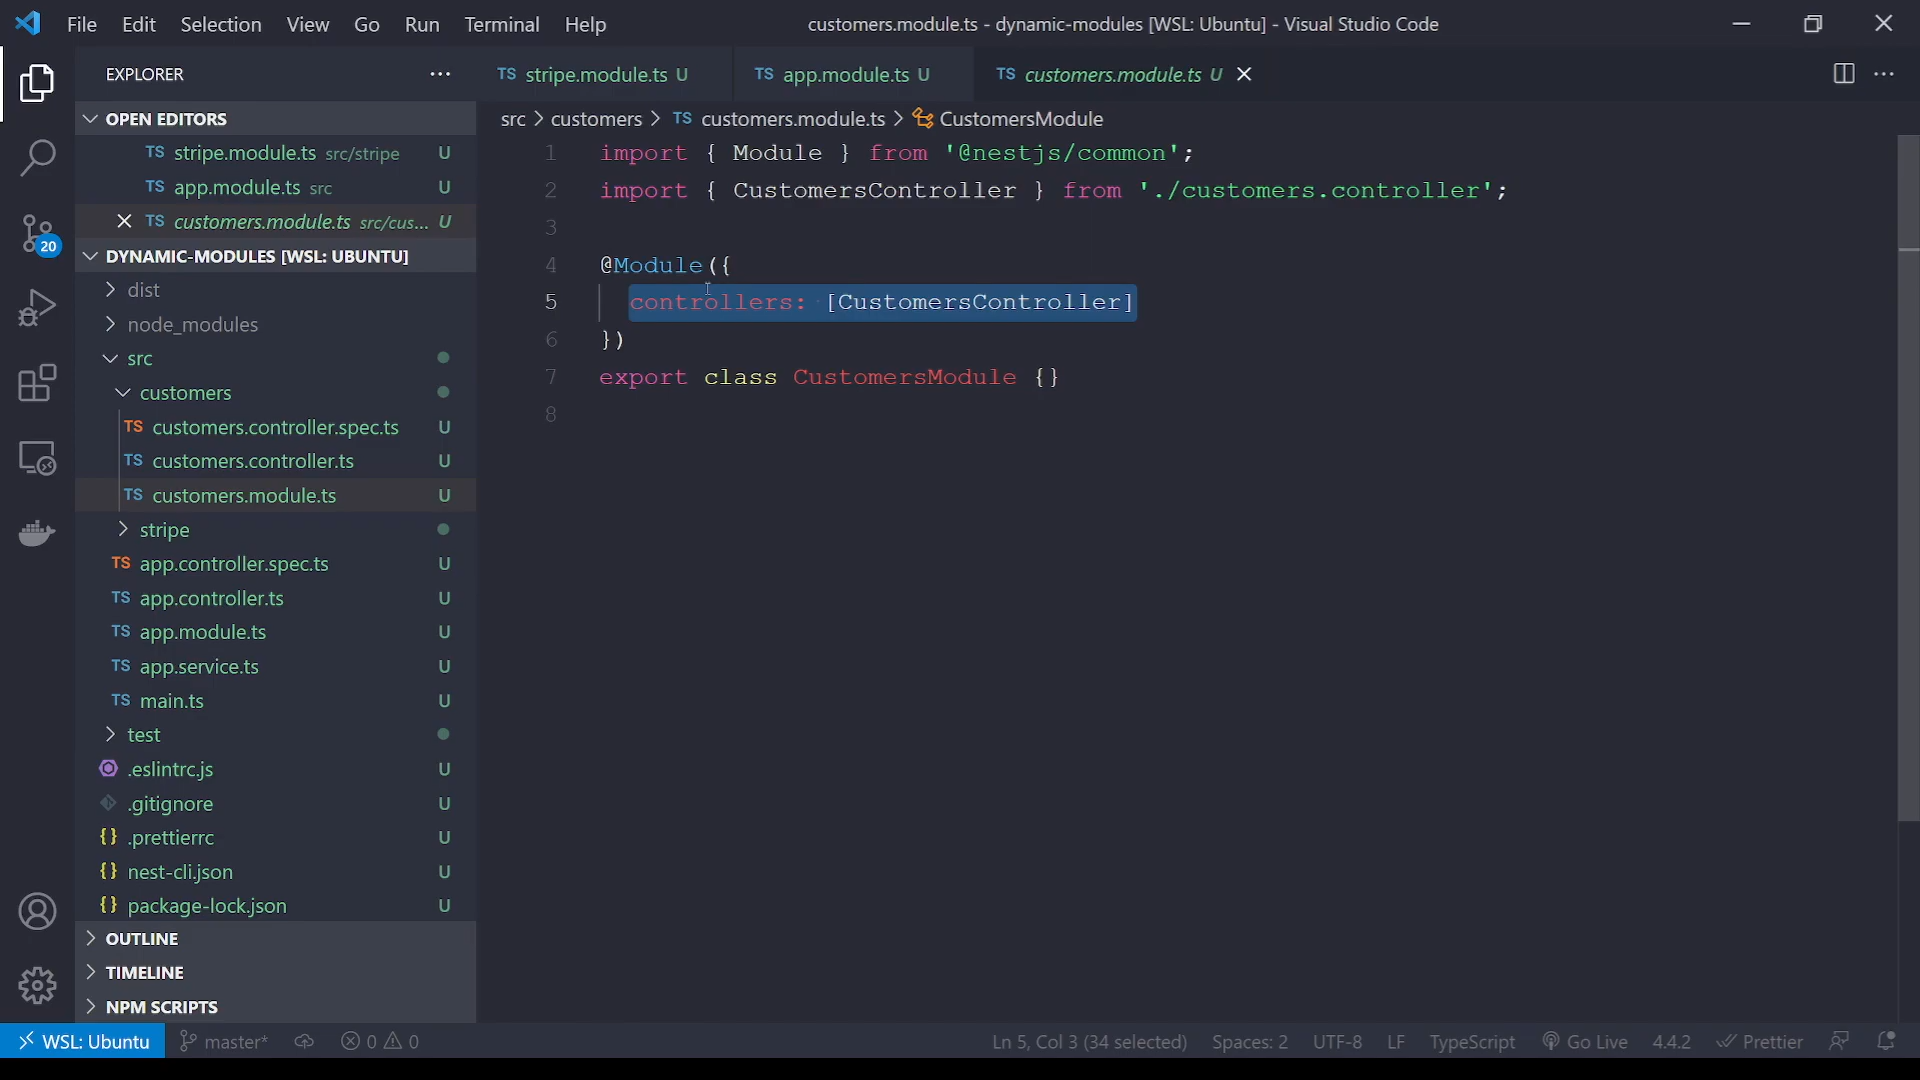 File Edit Selection View Go Run Terminal Help
customers.module.ts - dynamic-modules [WSL: Ubuntu] - Visual Studio Code
EXPLORER
TS stripe.module.ts U
TS app.module.ts U
TS customers.module.ts U
OPEN EDITORS
TS stripe.module.ts src/stripe U
TS app.module.ts src U
TS customers.module.ts src/cus... U
DYNAMIC-MODULES [WSL: UBUNTU]
dist
node_modules
src
customers
TS customers.controller.spec.ts U
TS customers.controller.ts U
TS customers.module.ts U
stripe
TS app.controller.spec.ts U
TS app.controller.ts U
TS app.module.ts U
TS app.service.ts U
TS main.ts U
test
.eslintrc.js U
.gitignore U
{} .prettierrc U
{} nest-cli.json U
{} package-lock.json U
OUTLINE
TIMELINE
NPM SCRIPTS
20
src > customers > TS customers.module.ts > CustomersModule
1 import { Module } from '@nestjs/common';
2 import { CustomersController } from './customers.controller';
3
4 @Module({
5 controllers: [CustomersController]
6 })
7 export class CustomersModule {}
8
WSL: Ubuntu master* 0 0
Ln 5, Col 3 (34 selected) Spaces: 2 UTF-8 LF TypeScript Go Live 4.4.2 Prettier